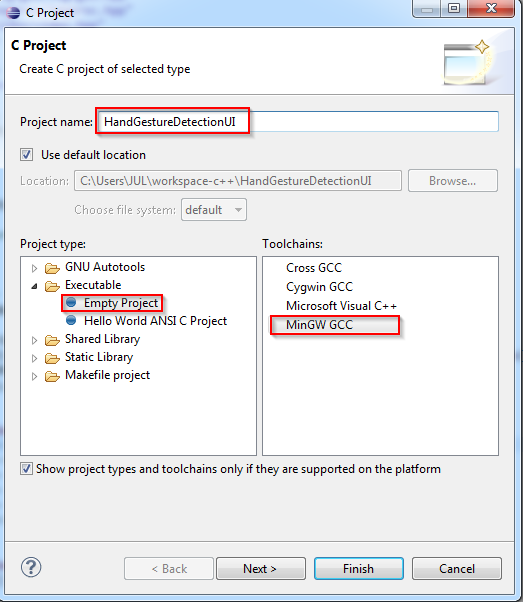 C Project
C Project
Create C project of selected type
Project name: HandGestureDetectionUI
Use default location
Location: C:\Users\JUL\workspace-c++\HandGestureDetectionUI Browse...
Choose file system: default
Project type:
GNU Autotools
Executable
Empty Project
Hello World ANSI C Project
Shared Library
Static Library
Makefile project
Toolchains:
Cross GCC
Cygwin GCC
Microsoft Visual C++
MinGW GCC
Show project types and toolchains only if they are supported on the platform
? < Back Next > Finish Cancel